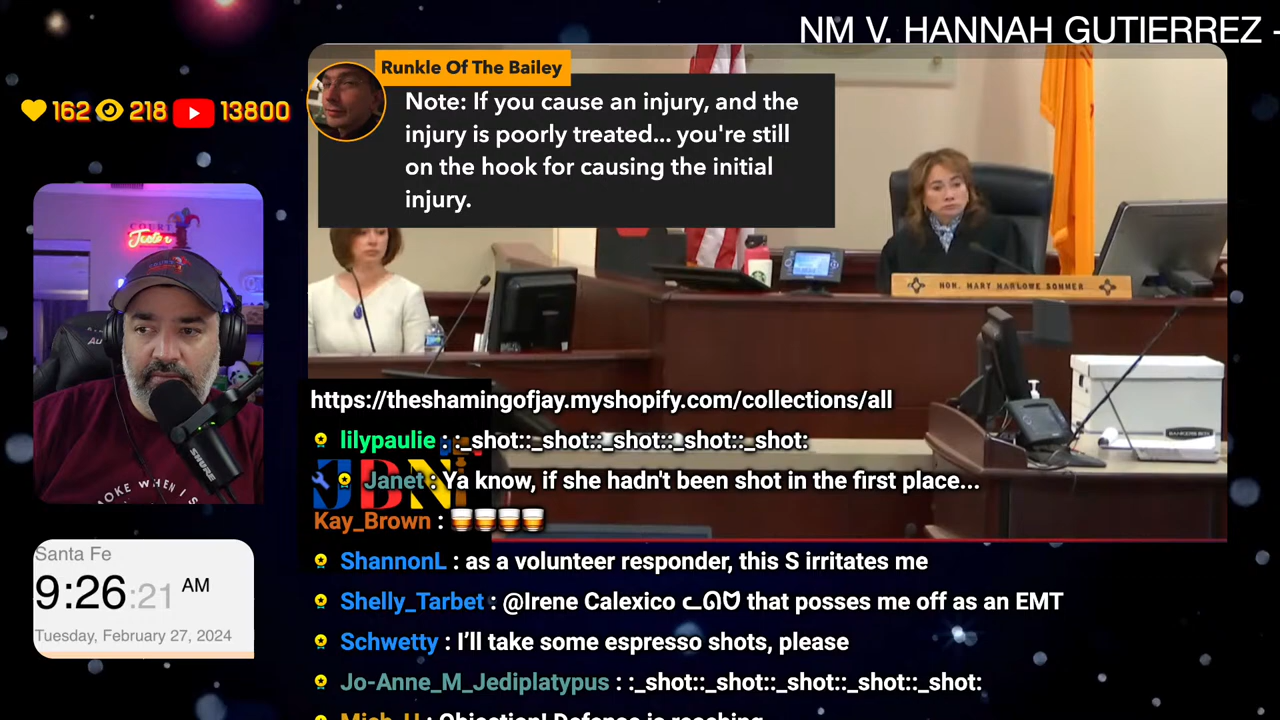 NM V. HANNAH GUTIERREZ -
Runkle Of The Bailey
Note: If you cause an injury, and the
injury is poorly treated... you're still
on the hook for causing the initial
injury.
162 218 13800
COURT
HON. MARY MARLOWE SOMMER
BANKERS BOX
SHURE
https://theshamingofjay.myshopify.com/collections/all
lilypaulie : :_shot::_shot::_shot::_shot::_shot:
JBN
Janet : Ya know, if she hadn't been shot in the first place...
Kay_Brown : 🥃🥃🥃🥃
ShannonL : as a volunteer responder, this S irritates me
Shelly_Tarbet : @Irene Calexico ᓚᘏᗢ that posses me off as an EMT
Schwetty : I'll take some espresso shots, please
Jo-Anne_M_Jediplatypus : :_shot::_shot::_shot::_shot::_shot:
Santa Fe
9:26:21 AM
Tuesday, February 27, 2024